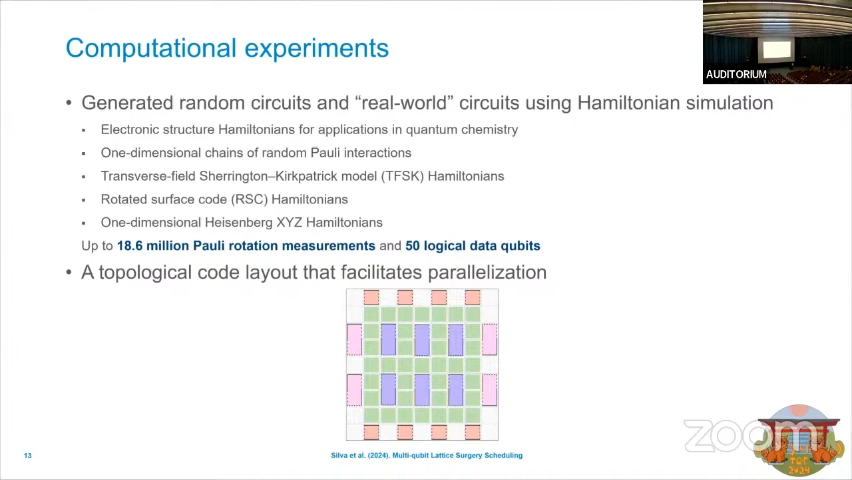 Computational experiments
AUDITORIUM
• Generated random circuits and “real-world” circuits using Hamiltonian simulation
▪ Electronic structure Hamiltonians for applications in quantum chemistry
▪ One-dimensional chains of random Pauli interactions
▪ Transverse-field Sherrington–Kirkpatrick model (TFSK) Hamiltonians
▪ Rotated surface code (RSC) Hamiltonians
▪ One-dimensional Heisenberg XYZ Hamiltonians
Up to 18.6 million Pauli rotation measurements and 50 logical data qubits
• A topological code layout that facilitates parallelization
zoom
13
Silva et al. (2024). Multi-qubit Lattice Surgery Scheduling